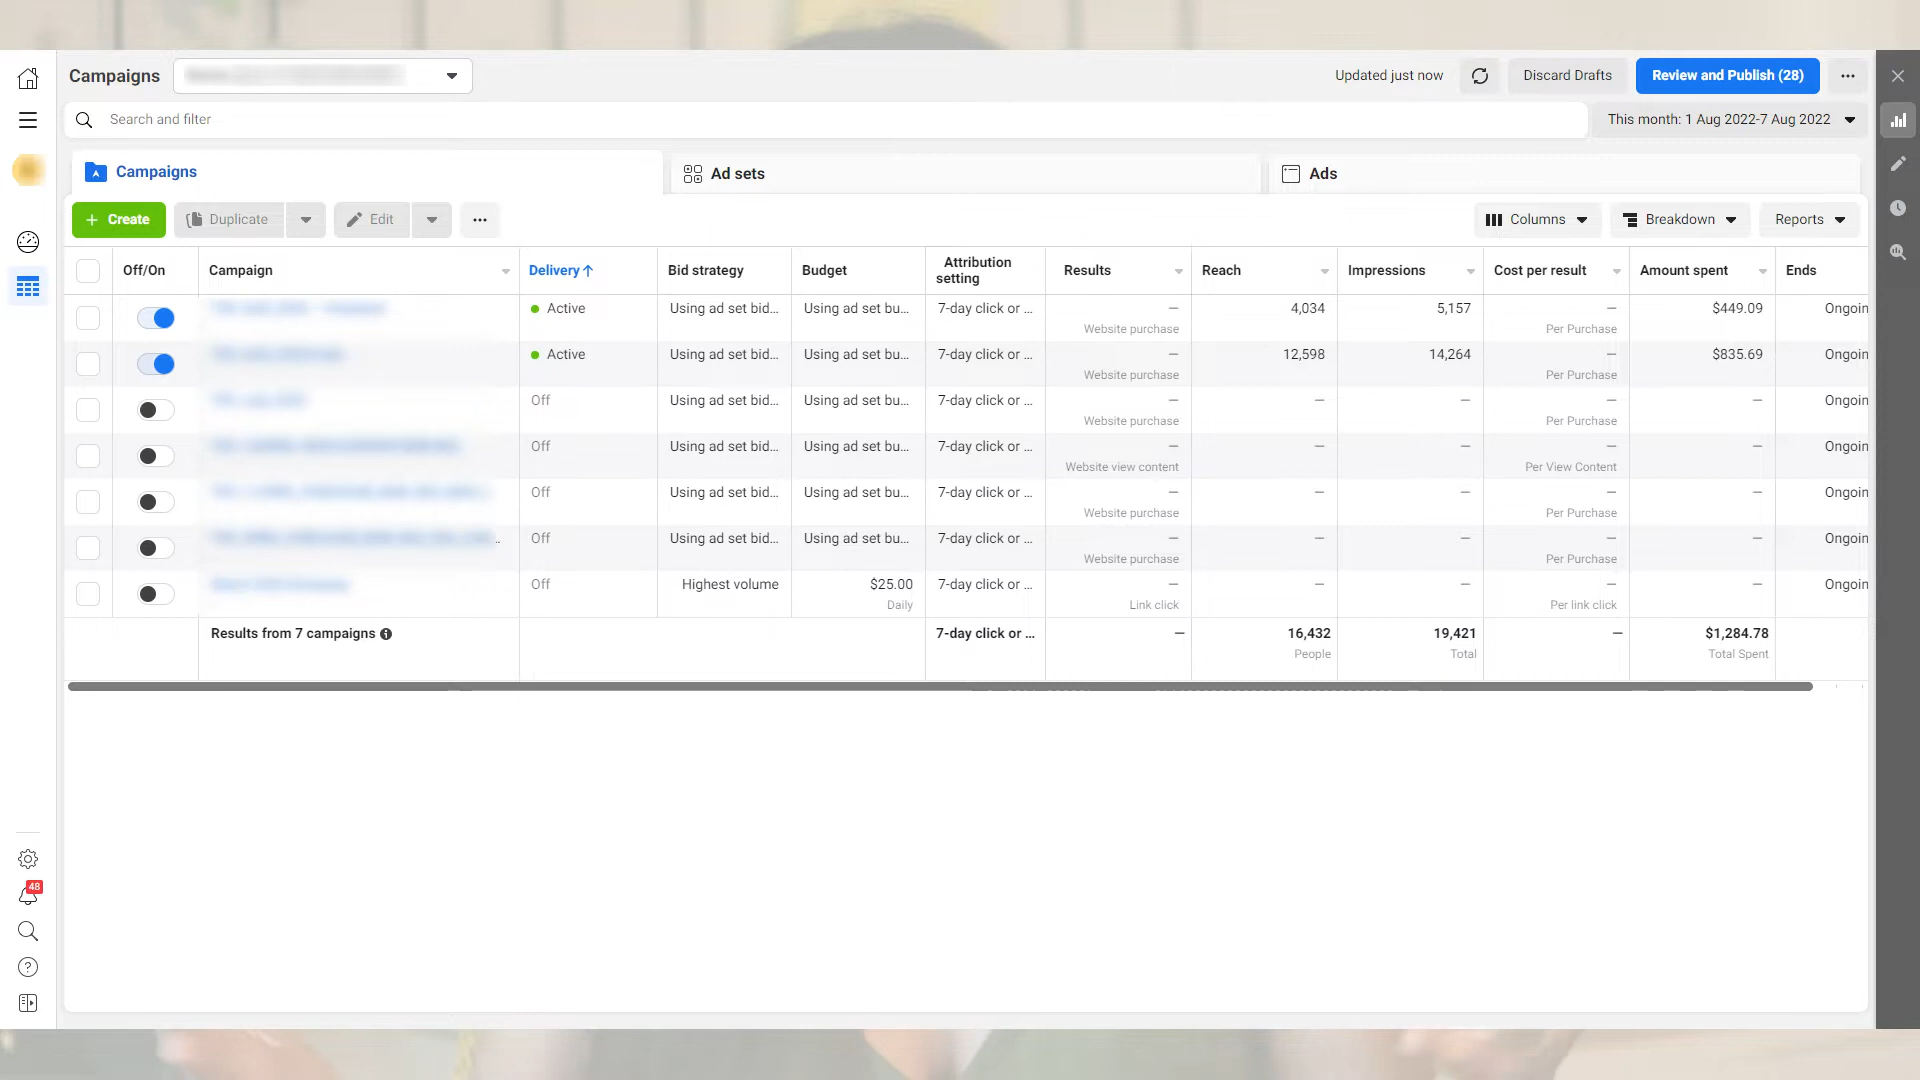 Campaigns
Updated just now
Discard Drafts
Review and Publish (28)
Search and filter
This month: 1 Aug 2022-7 Aug 2022
Campaigns
Ad sets
Ads
+ Create
Duplicate
Edit
Columns
Breakdown
Reports
Off/On Campaign Delivery↑ Bid strategy Budget Attribution setting Results Reach Impressions Cost per result Amount spent Ends
Active Using ad set bid... Using ad set bu... 7-day click or ... — 4,034 5,157 — $449.09 Ongoin
Website purchase Per Purchase
Active Using ad set bid... Using ad set bu... 7-day click or ... — 12,598 14,264 — $835.69 Ongoin
Website purchase Per Purchase
Off Using ad set bid... Using ad set bu... 7-day click or ... — — — — — Ongoin
Website purchase Per Purchase
Off Using ad set bid... Using ad set bu... 7-day click or ... — — — — — Ongoin
Website view content Per View Content
Off Using ad set bid... Using ad set bu... 7-day click or ... — — — — — Ongoin
Website purchase Per Purchase
Off Using ad set bid... Using ad set bu... 7-day click or ... — — — — — Ongoin
Website purchase Per Purchase
Off Highest volume $25.00 7-day click or ... — — — — — Ongoin
Daily Link click Per link click
Results from 7 campaigns 7-day click or ... — 16,432 19,421 — $1,284.78
People Total Total Spent
48